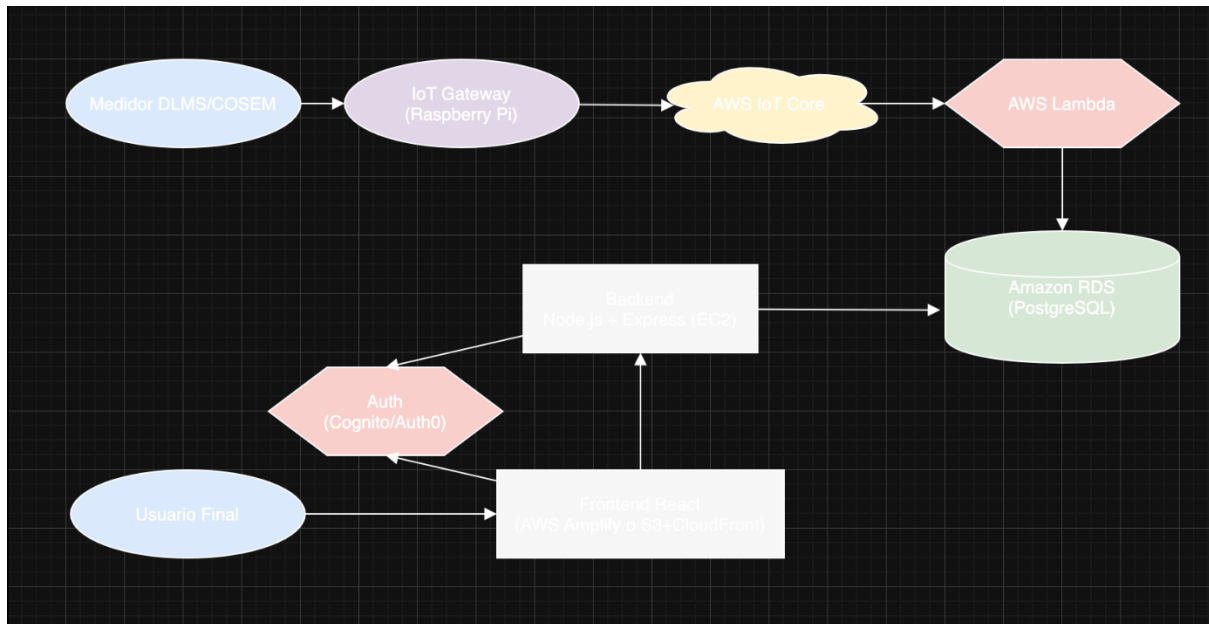 Medidor DLMS/COSEM
IoT Gateway
(Raspberry Pi)
AWS IoT Core
AWS Lambda
Amazon RDS
(PostgreSQL)
Backend
Node.js + Express (EC2)
Auth
(Cognito/Auth0)
Usuario Final
Frontend React
(AWS Amplify o S3+CloudFront)